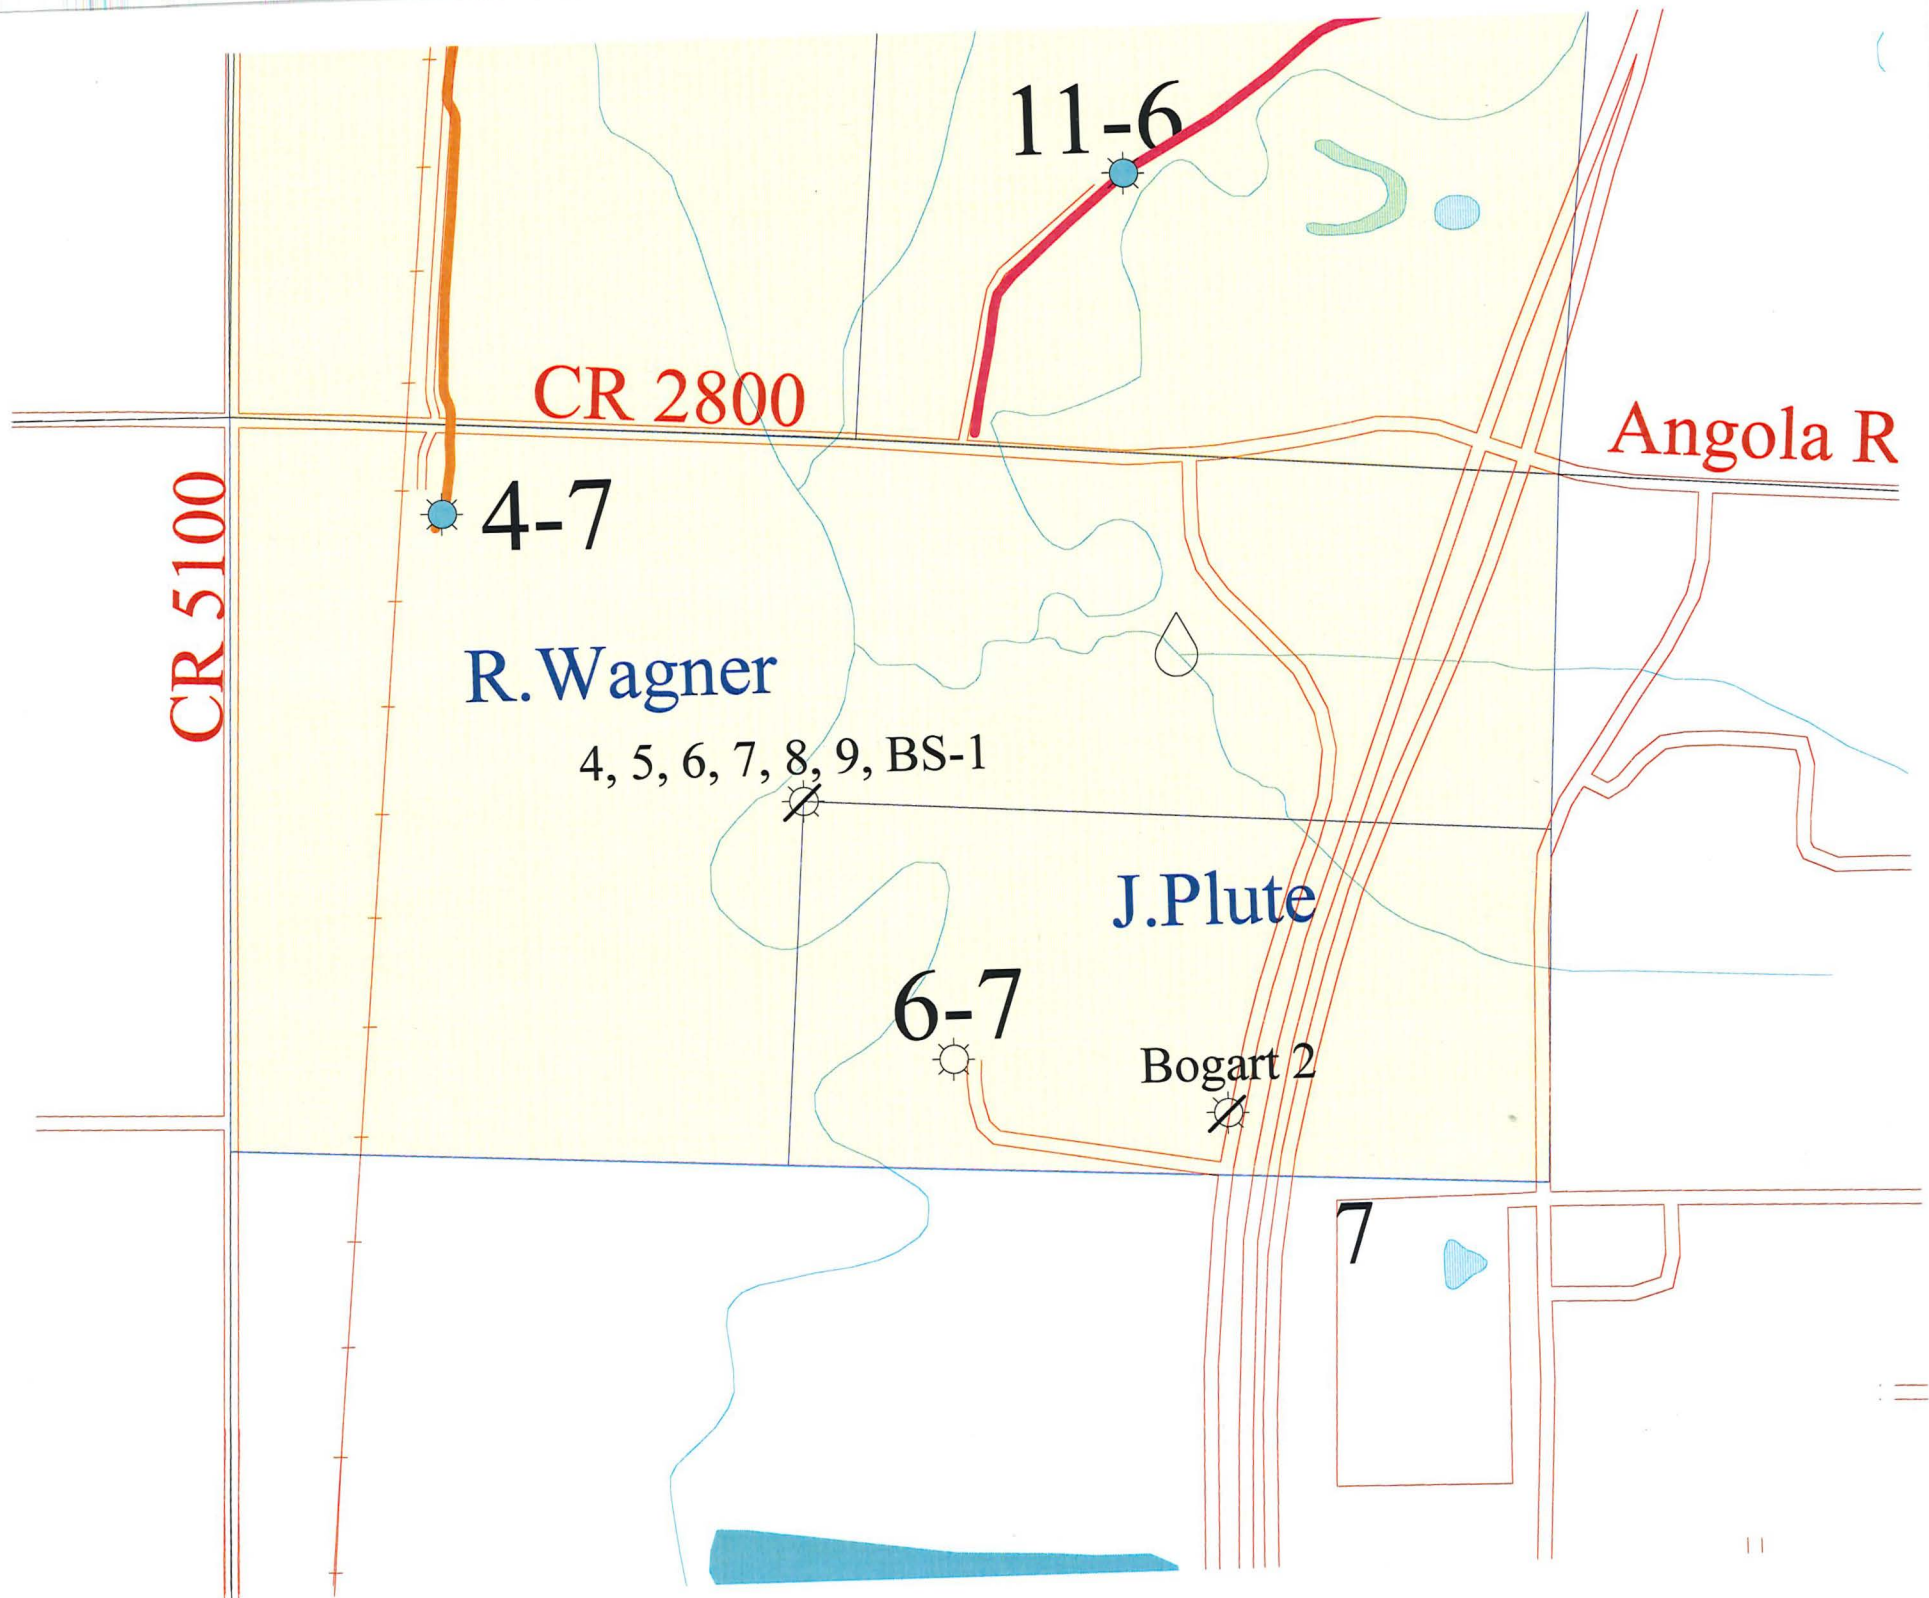 11-6
CR 2800
Angola R
CR 5100
4-7
R.Wagner
4, 5, 6, 7, 8, 9, BS-1
J.Plute
6-7
Bogart 2
7